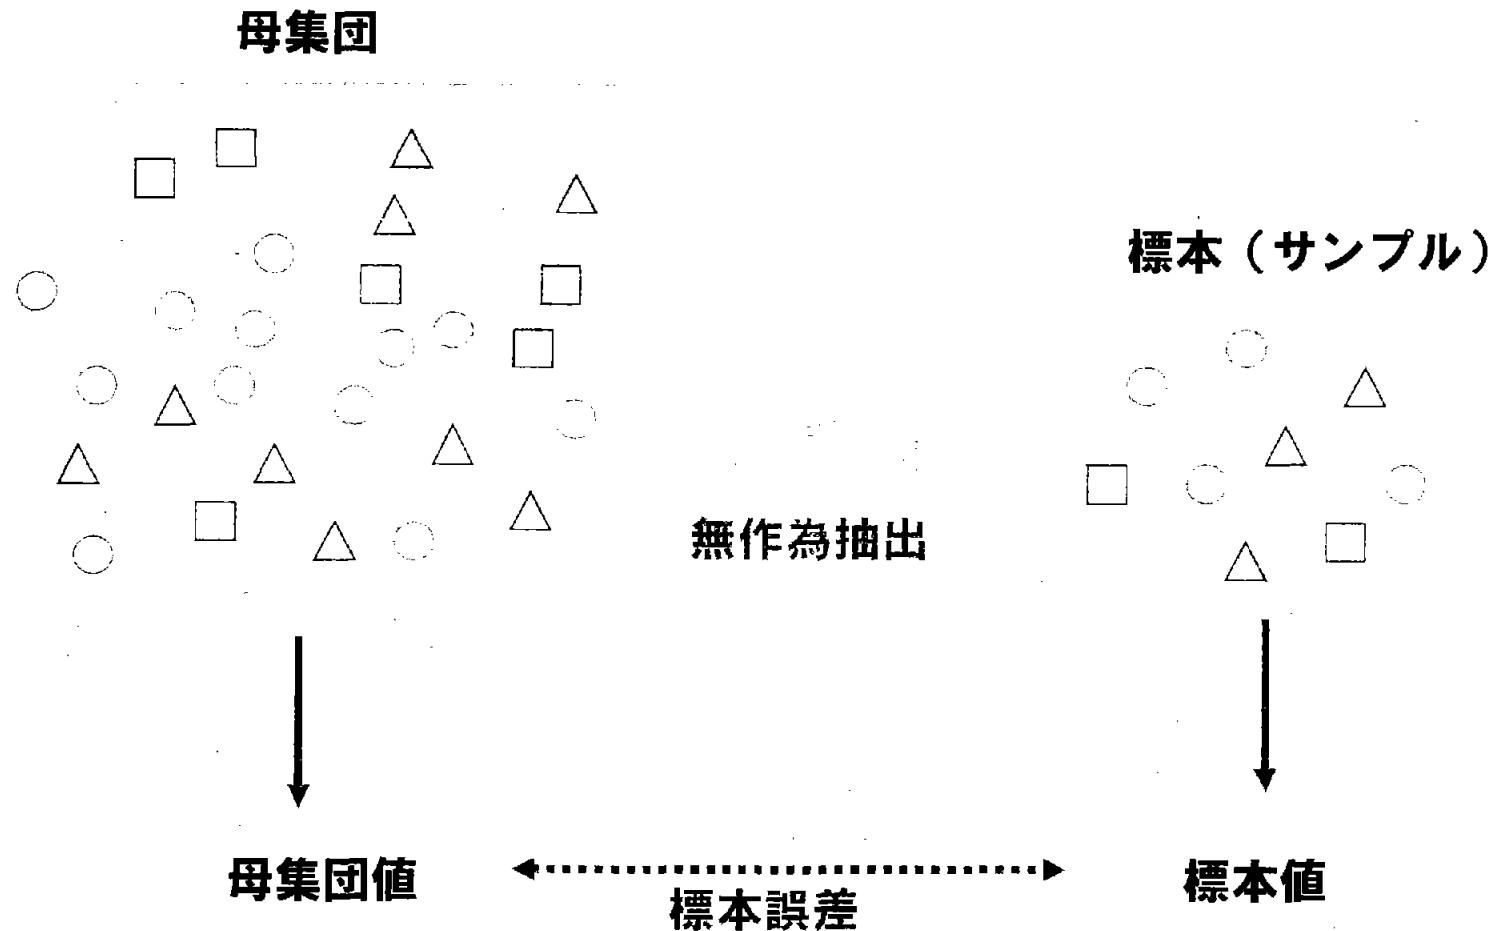 母集団
標本（サンプル）
無作為抽出
母集団値
標本値
標本誤差